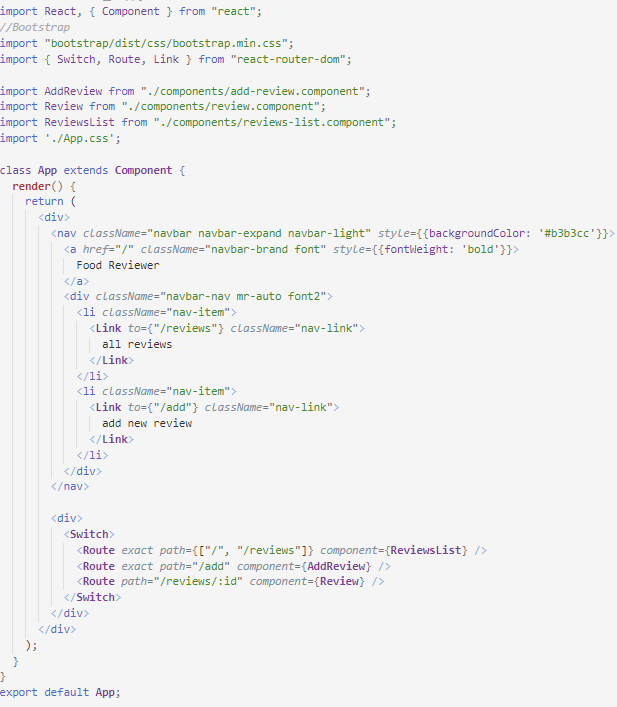 import React, { Component } from "react";
//Bootstrap
import "bootstrap/dist/css/bootstrap.min.css";
import { Switch, Route, Link } from "react-router-dom";

import AddReview from "./components/add-review.component";
import Review from "./components/review.component";
import ReviewsList from "./components/reviews-list.component";
import './App.css';

class App extends Component {
  render() {
    return (
      <div>
        <nav className="navbar navbar-expand navbar-light" style={{backgroundColor: '#b3b3cc'}}>
          <a href="/" className="navbar-brand font" style={{fontWeight: 'bold'}}>
            Food Reviewer
          </a>
          <div className="navbar-nav mr-auto font2">
            <li className="nav-item">
              <Link to={"/reviews"} className="nav-link">
                all reviews
              </Link>
            </li>
            <li className="nav-item">
              <Link to={"/add"} className="nav-link">
                add new review
              </Link>
            </li>
          </div>
        </nav>

        <div>
          <Switch>
            <Route exact path={["/", "/reviews"]} component={ReviewsList} />
            <Route exact path="/add" component={AddReview} />
            <Route path="/reviews/:id" component={Review} />
          </Switch>
        </div>
      </div>
    );
  }
}
export default App;